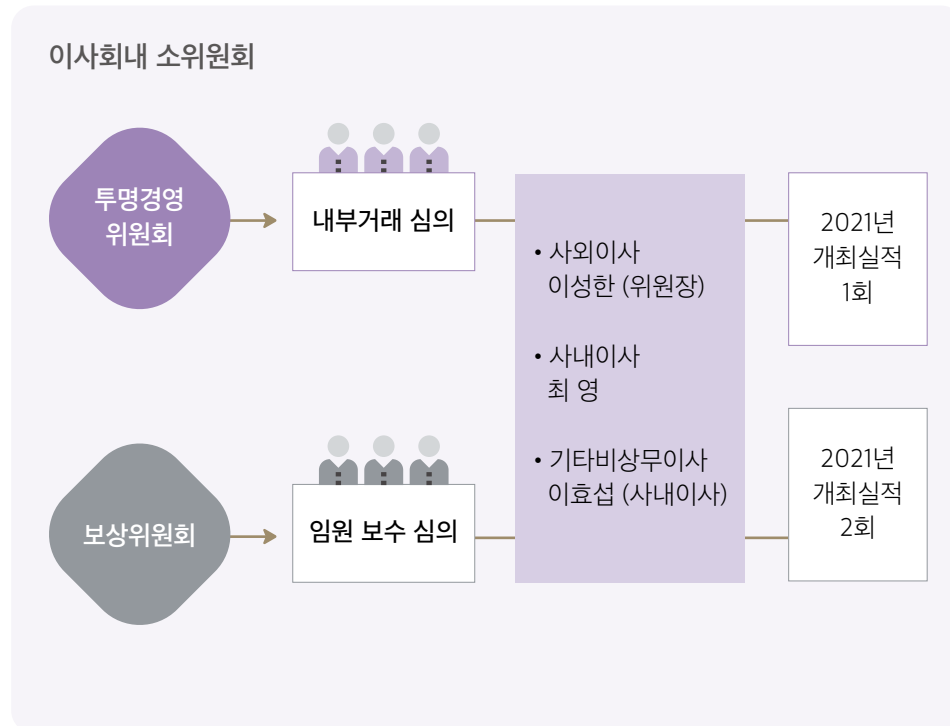 이사회내 소위원회
투명경영
위원회
내부거래 심의
• 사외이사
이성한 (위원장)
• 사내이사
최 영
• 기타비상무이사
이효섭 (사내이사)
2021년
개최실적
1회
보상위원회
임원 보수 심의
2021년
개최실적
2회